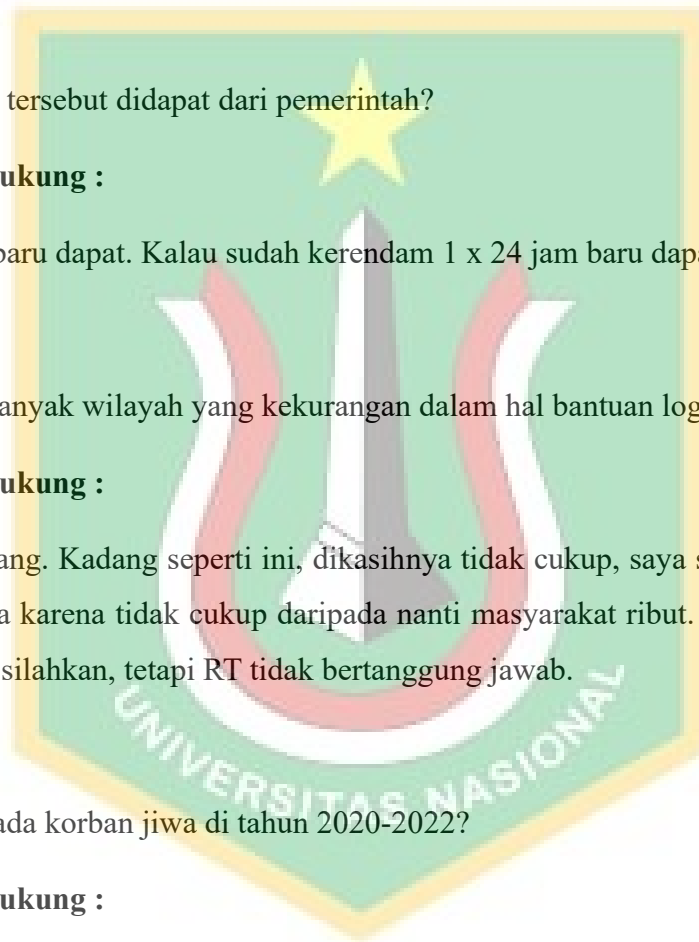 tersebut didapat dari pemerintah?
ukung :
baru dapat. Kalau sudah kerendam 1 x 24 jam baru dapa
anyak wilayah yang kekurangan dalam hal bantuan log
ukung :
ang. Kadang seperti ini, dikasihnya tidak cukup, saya s
a karena tidak cukup daripada nanti masyarakat ribut.
silahkan, tetapi RT tidak bertanggung jawab.
UNIVERSITAS NASIONAL
ada korban jiwa di tahun 2020-2022?
ukung :